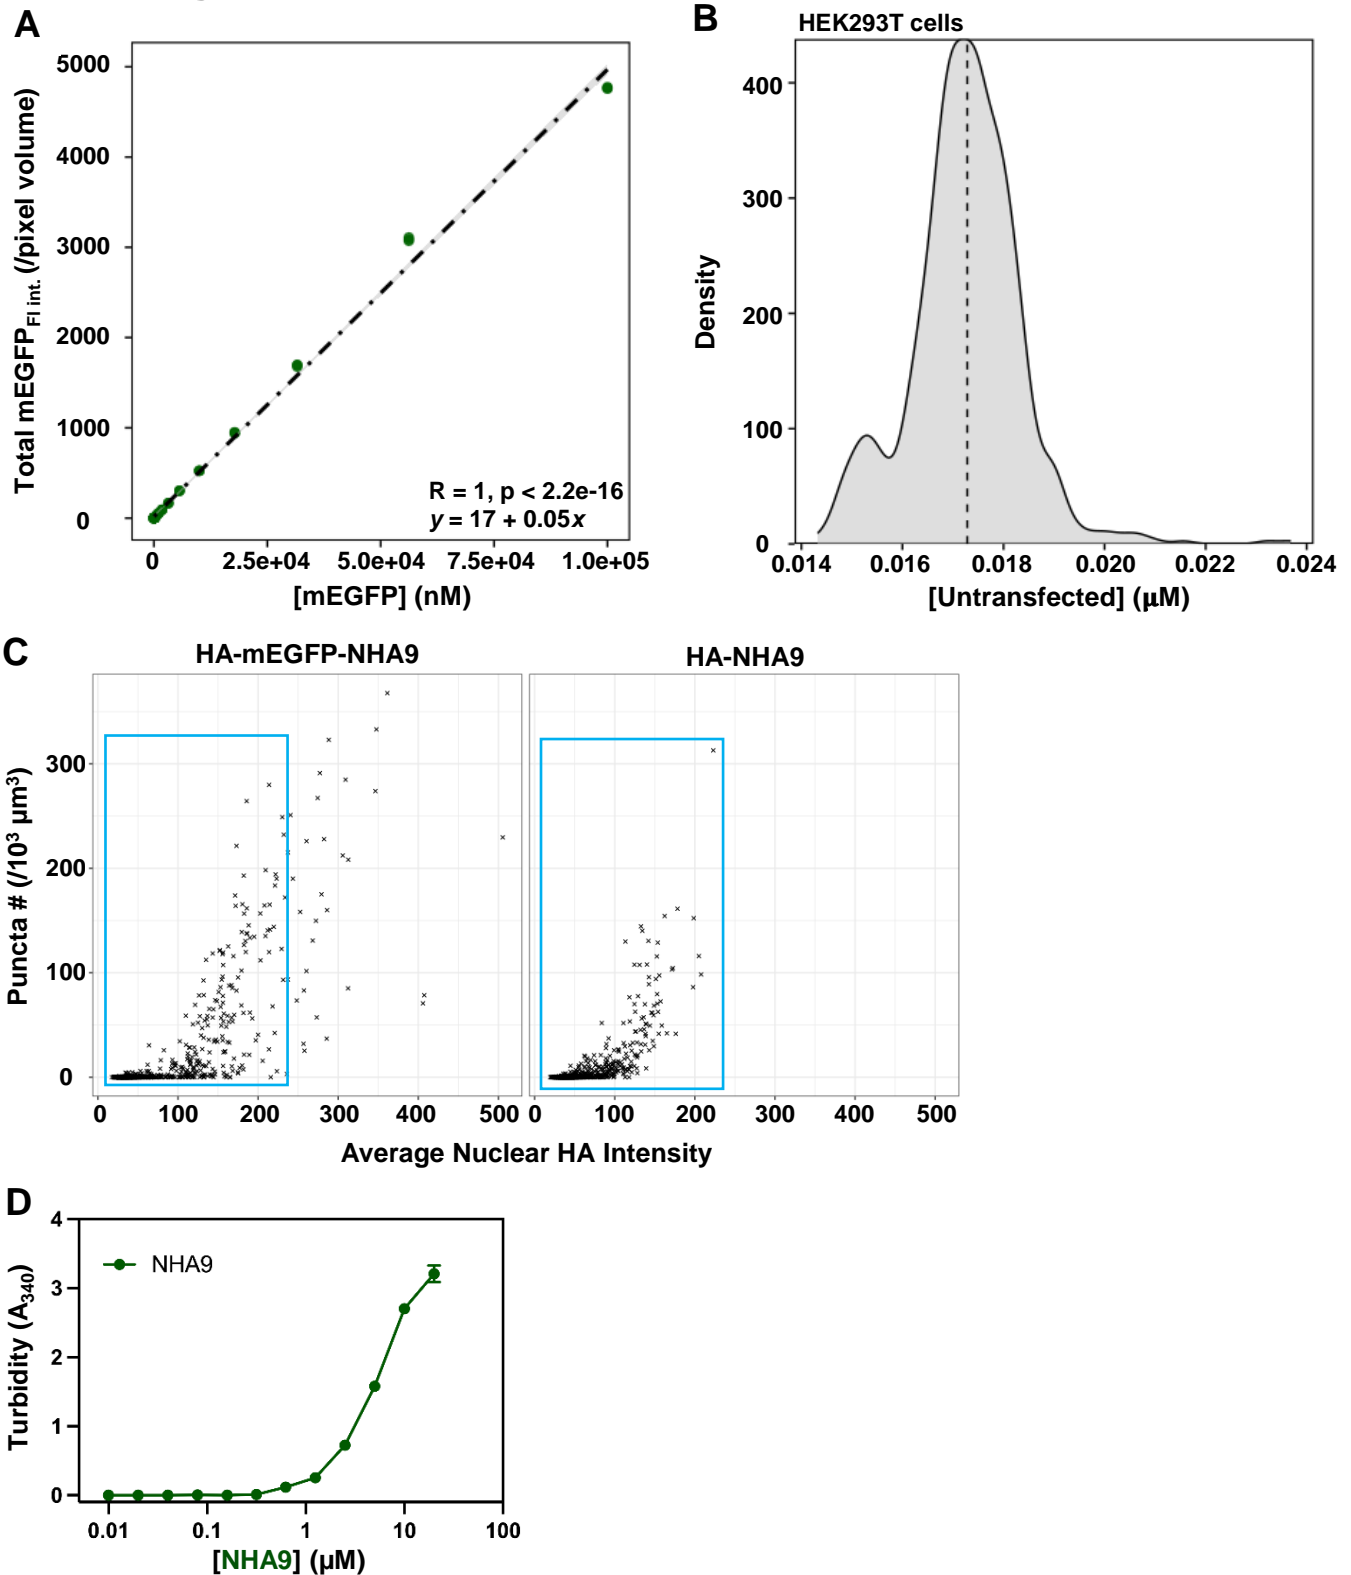 A
Total mEGFP_FI int. (/pixel volume)
5000
4000
3000
2000
1000
0
R = 1, p < 2.2e-16
y = 17 + 0.05x
0 2.5e+04 5.0e+04 7.5e+04 1.0e+05
[mEGFP] (nM)
B
HEK293T cells
Density
400
300
200
100
0
0.014 0.016 0.018 0.020 0.022 0.024
[Untransfected] (µM)
C
HA-mEGFP-NHA9 HA-NHA9
Puncta # (/10³ µm³)
300
200
100
0
0 100 200 300 400 500 0 100 200 300 400 500
Average Nuclear HA Intensity
D
Turbidity (A₃₄₀)
4
3
2
1
0
NHA9
0.01 0.1 1 10 100
[NHA9] (µM)